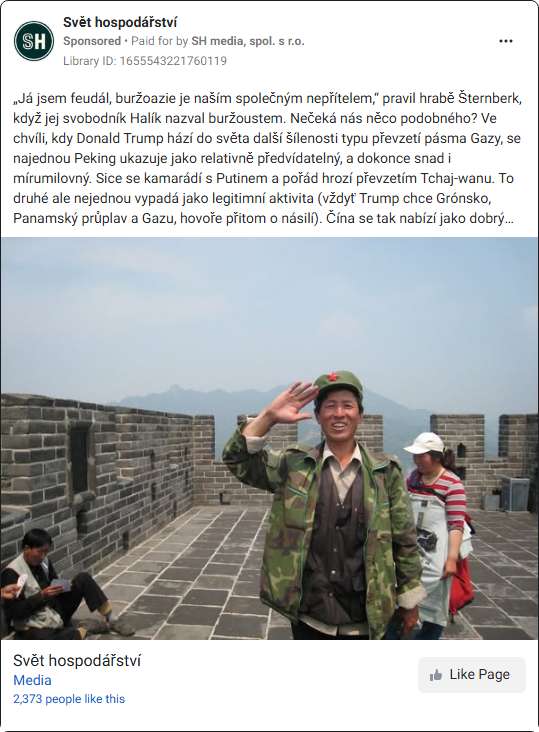 Svět hospodářství
Sponsored • Paid for by SH media, spol. s r.o.
Library ID: 1655543221760119
„Já jsem feudál, buržoazie je naším společným nepřítelem,“ pravil hrabě Šternberk,
když jej svobodník Halík nazval buržoustem. Nečeká nás něco podobného? Ve
chvíli, kdy Donald Trump hází do světa další šílenosti typu převzetí pásma Gazy, se
najednou Peking ukazuje jako relativně předvídatelný, a dokonce snad i
mírumilovný. Sice se kamarádí s Putinem a pořád hrozí převzetím Tchaj-wanu. To
druhé ale nejednou vypadá jako legitimní aktivita (vždyť Trump chce Grónsko,
Panamský průplav a Gazu, hovoře přitom o násilí). Čína se tak nabízí jako dobrý...
Svět hospodářství
Media
2,373 people like this
Like Page